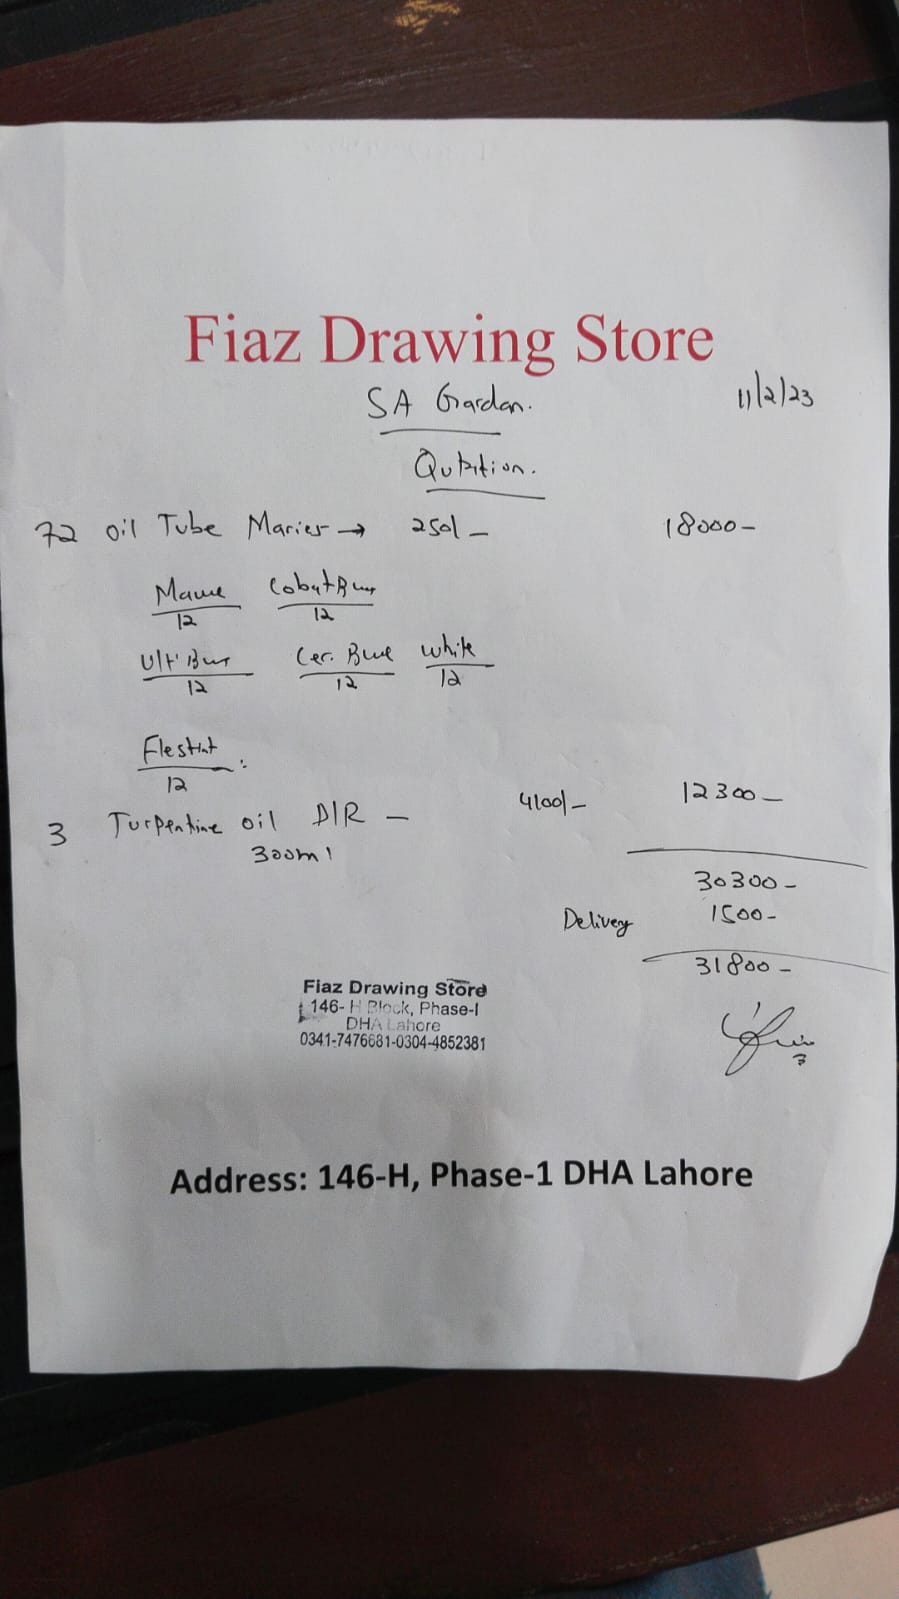 Fiaz Drawing Store
SA Gardan.
11/2/23
Qutation.
72 Oil Tube Maries → 250/- 18000-
Mauve Cobalt Blue
12 12
Ult Blue Cer. Blue White
12 12 12
Flestint
12
3 Turpentine oil DIR - 4100/- 12300-
300ml
30300-
Delivery 1500-
31800-
Fiaz Drawing Store
146- H Block, Phase-I
DHA Lahore
0341-7476681-0304-4852381
Address: 146-H, Phase-1 DHA Lahore